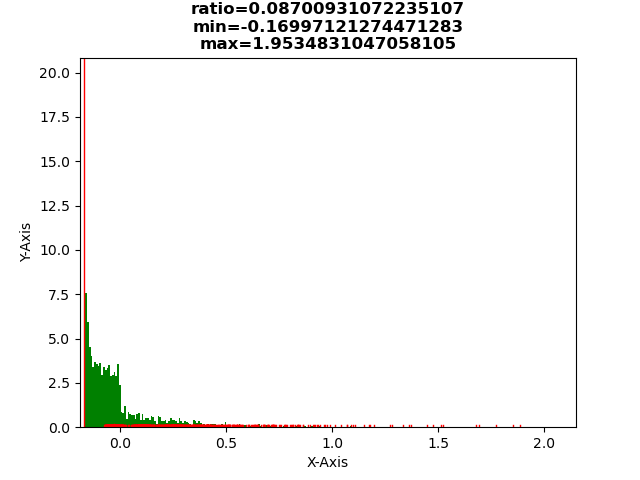 ratio=0.08700931072235107
min=-0.16997121274471283
max=1.9534831047058105
20.0
17.5
15.0
12.5
10.0
7.5
5.0
2.5
0.0
Y-Axis
0.0 0.5 1.0 1.5 2.0
X-Axis